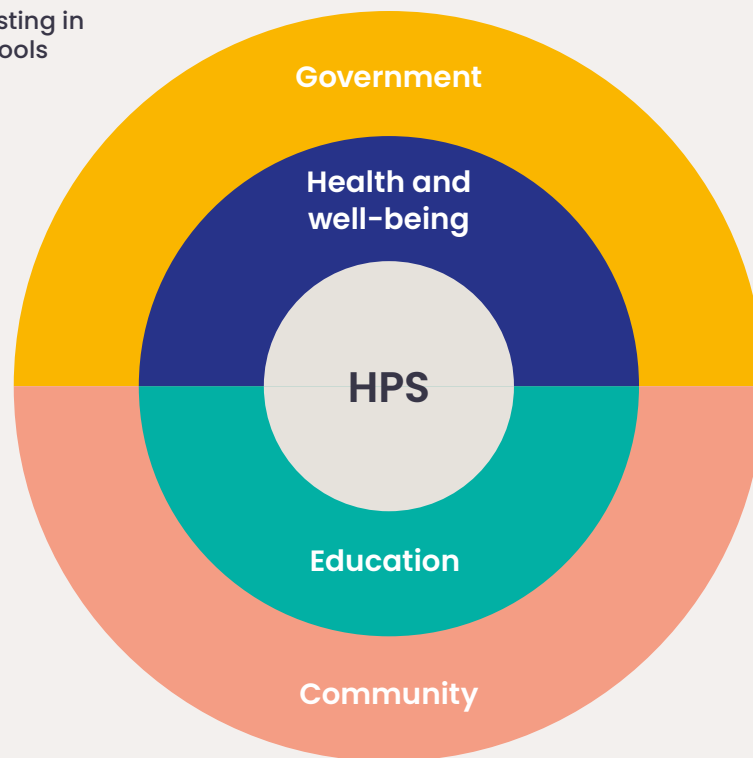 sting in
ools
Government
Health and
well-being
HPS
Education
Community